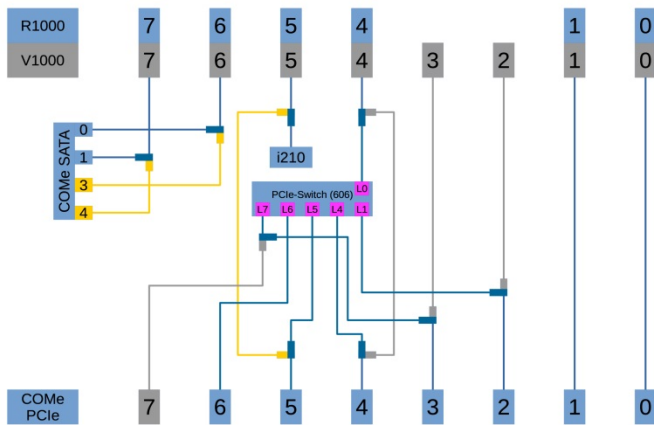 R1000 7 6 5 4 1 0
V1000 7 6 5 4 3 2 1 0
COMe SATA
0
1
3
4
i210
PCIe-Switch (606) L0
L7 L6 L5 L4 L1
COMe PCIe 7 6 5 4 3 2 1 0